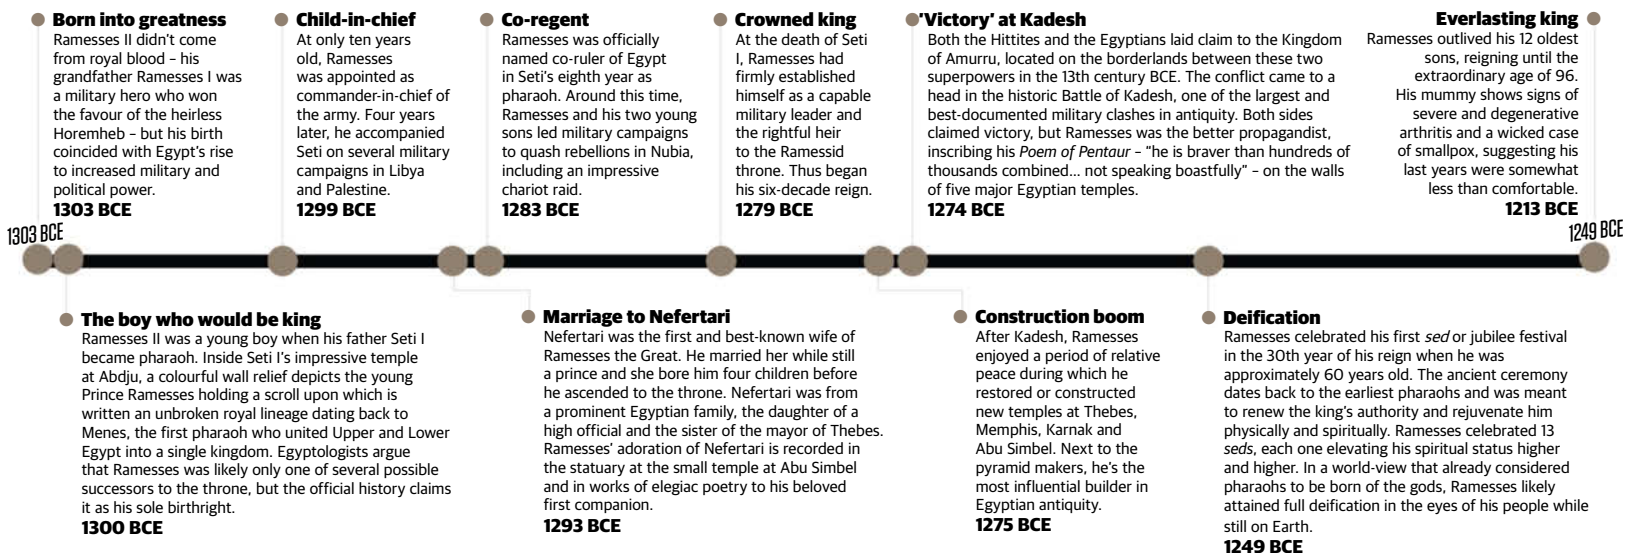 Born into greatness
Ramesses II didn't come
from royal blood – his
grandfather Ramesses I was
a military hero who won
the favour of the heirless
Horemheb – but his birth
coincided with Egypt's rise
to increased military and
political power.
1303 BCE
Child-in-chief
At only ten years
old, Ramesses
was appointed as
commander-in-chief of
the army. Four years
later, he accompanied
Seti on several military
campaigns in Libya
and Palestine.
1299 BCE
Co-regent
Ramesses was officially
named co-ruler of Egypt
in Seti's eighth year as
pharaoh. Around this time,
Ramesses and his two young
sons led military campaigns
to quash rebellions in Nubia,
including an impressive
chariot raid.
1283 BCE
Crowned king
At the death of Seti
I, Ramesses had
firmly established
himself as a capable
military leader and
the rightful heir
to the Ramessid
throne. Thus began
his six-decade reign.
1279 BCE
'Victory' at Kadesh
Both the Hittites and the Egyptians laid claim to the Kingdom
of Amurru, located on the borderlands between these two
superpowers in the 13th century BCE. The conflict came to a
head in the historic Battle of Kadesh, one of the largest and
best-documented military clashes in antiquity. Both sides
claimed victory, but Ramesses was the better propagandist,
inscribing his Poem of Pentaur – "he is braver than hundreds of
thousands combined... not speaking boastfully" – on the walls
of five major Egyptian temples.
1274 BCE
Everlasting king
Ramesses outlived his 12 oldest
sons, reigning until the
extraordinary age of 96.
His mummy shows signs of
severe and degenerative
arthritis and a wicked case
of smallpox, suggesting his
last years were somewhat
less than comfortable.
1213 BCE
1303 BCE
1249 BCE
The boy who would be king
Ramesses II was a young boy when his father Seti I
became pharaoh. Inside Seti I's impressive temple
at Abdju, a colourful wall relief depicts the young
Prince Ramesses holding a scroll upon which is
written an unbroken royal lineage dating back to
Menes, the first pharaoh who united Upper and Lower
Egypt into a single kingdom. Egyptologists argue
that Ramesses was likely only one of several possible
successors to the throne, but the official history claims
it as his sole birthright.
1300 BCE
Marriage to Nefertari
Nefertari was the first and best-known wife of
Ramesses the Great. He married her while still
a prince and she bore him four children before
he ascended to the throne. Nefertari was from
a prominent Egyptian family, the daughter of a
high official and the sister of the mayor of Thebes.
Ramesses' adoration of Nefertari is recorded in
the statuary at the small temple at Abu Simbel
and in works of elegiac poetry to his beloved
first companion.
1293 BCE
Construction boom
After Kadesh, Ramesses
enjoyed a period of relative
peace during which he
restored or constructed
new temples at Thebes,
Memphis, Karnak and
Abu Simbel. Next to the
pyramid makers, he's the
most influential builder in
Egyptian antiquity.
1275 BCE
Deification
Ramesses celebrated his first sed or jubilee festival
in the 30th year of his reign when he was
approximately 60 years old. The ancient ceremony
dates back to the earliest pharaohs and was meant
to renew the king's authority and rejuvenate him
physically and spiritually. Ramesses celebrated 13
seds, each one elevating his spiritual status higher
and higher. In a world-view that already considered
pharaohs to be born of the gods, Ramesses likely
attained full deification in the eyes of his people while
still on Earth.
1249 BCE